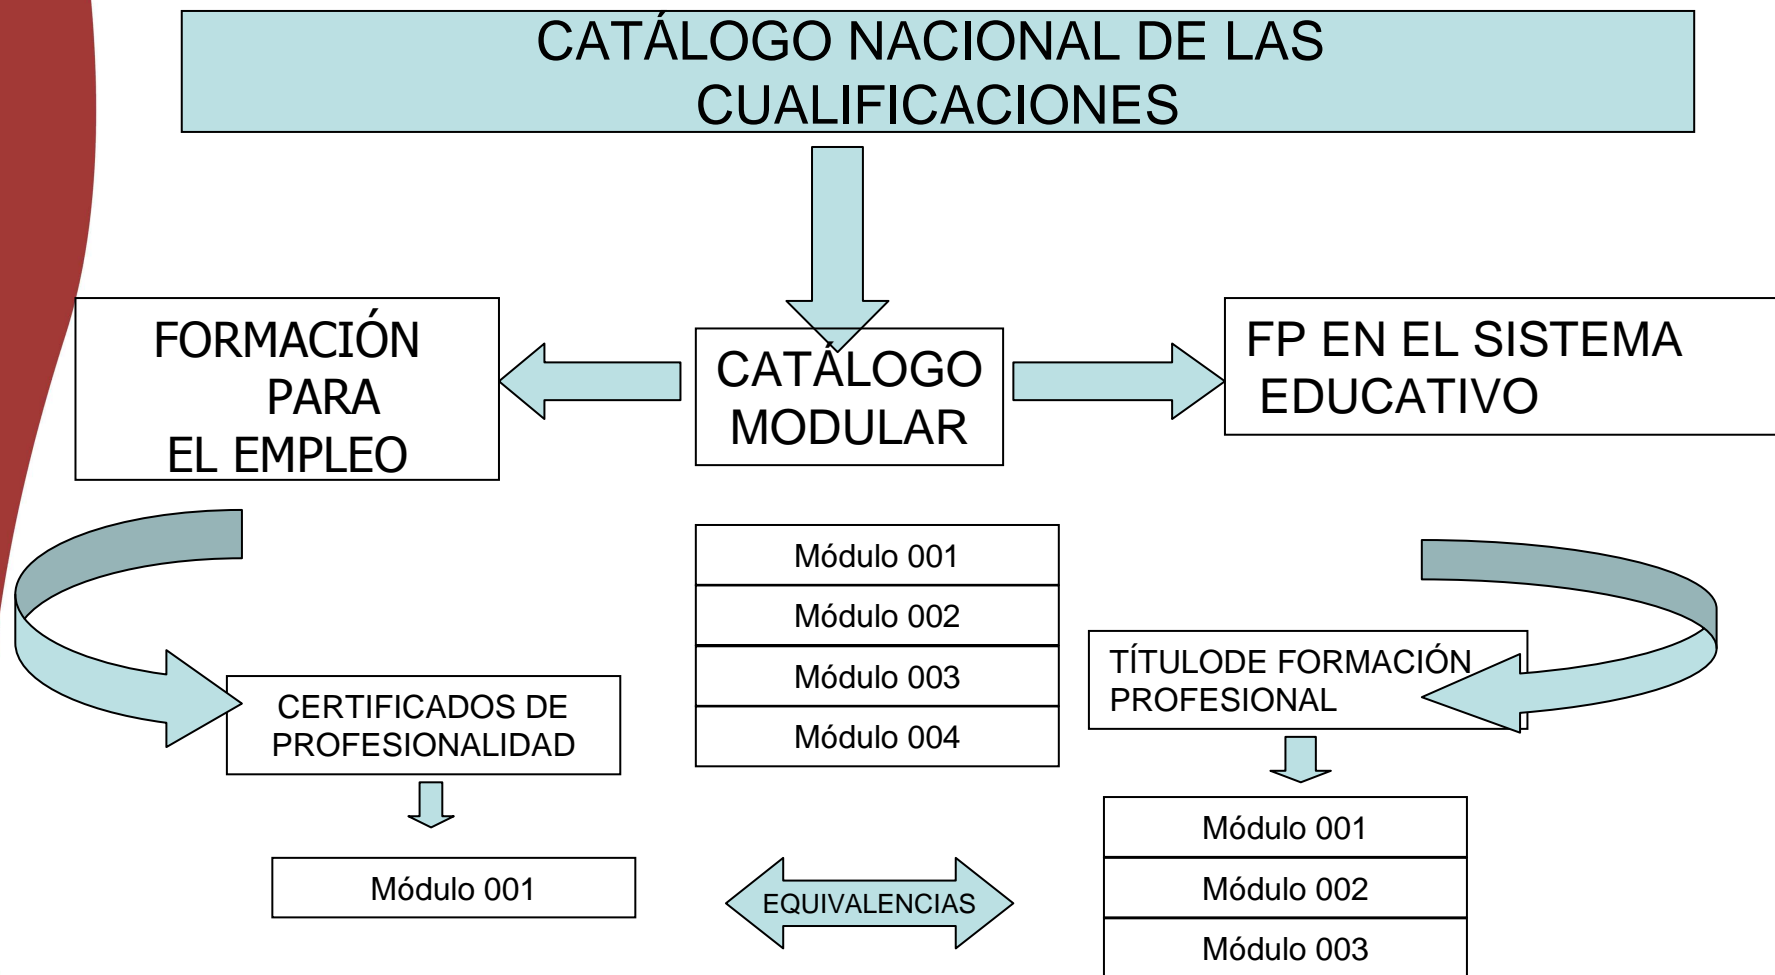 CATÁLOGO NACIONAL DE LAS
CUALIFICACIONES
FORMACIÓN
PARA
EL EMPLEO
CATÁLOGO
MODULAR
FP EN EL SISTEMA
EDUCATIVO
Módulo 001
Módulo 002
Módulo 003
Módulo 004
CERTIFICADOS DE
PROFESIONALIDAD
Módulo 001
EQUIVALENCIAS
TÍTULODE FORMACIÓN
PROFESIONAL
Módulo 001
Módulo 002
Módulo 003